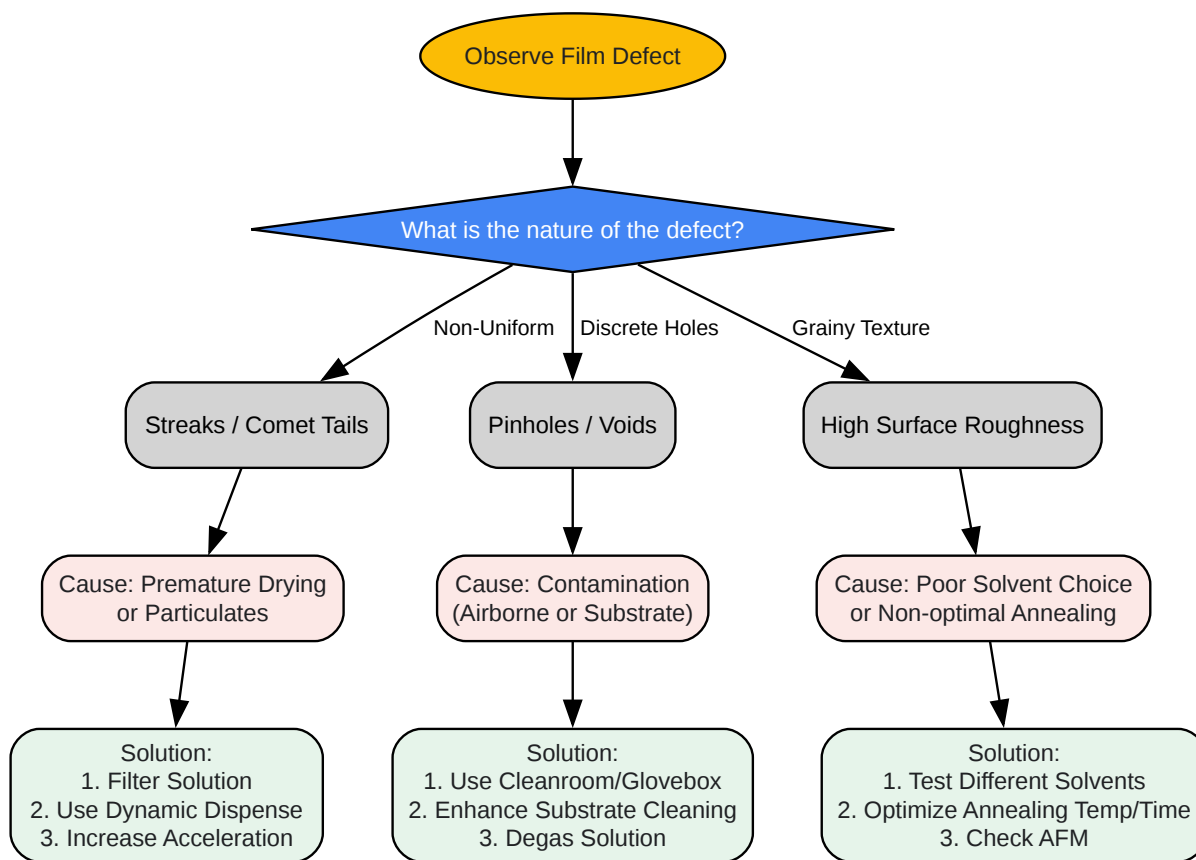 Observe Film Defect
What is the nature of the defect?
Non-Uniform
Discrete Holes
Grainy Texture
Streaks / Comet Tails
Pinholes / Voids
High Surface Roughness
Cause: Premature Drying
or Particulates
Cause: Contamination
(Airborne or Substrate)
Cause: Poor Solvent Choice
or Non-optimal Annealing
Solution:
1. Filter Solution
2. Use Dynamic Dispense
3. Increase Acceleration
Solution:
1. Use Cleanroom/Glovebox
2. Enhance Substrate Cleaning
3. Degas Solution
Solution:
1. Test Different Solvents
2. Optimize Annealing Temp/Time
3. Check AFM